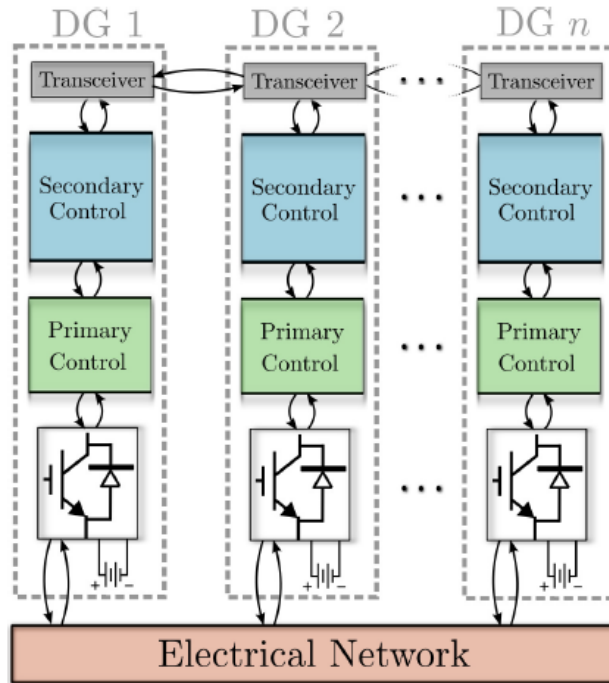 DG 1
DG 2
DG n
Transceiver
Transceiver
Transceiver
Secondary
Control
Secondary
Control
Secondary
Control
Primary
Control
Primary
Control
Primary
Control
+ −
+ −
+ −
Electrical Network